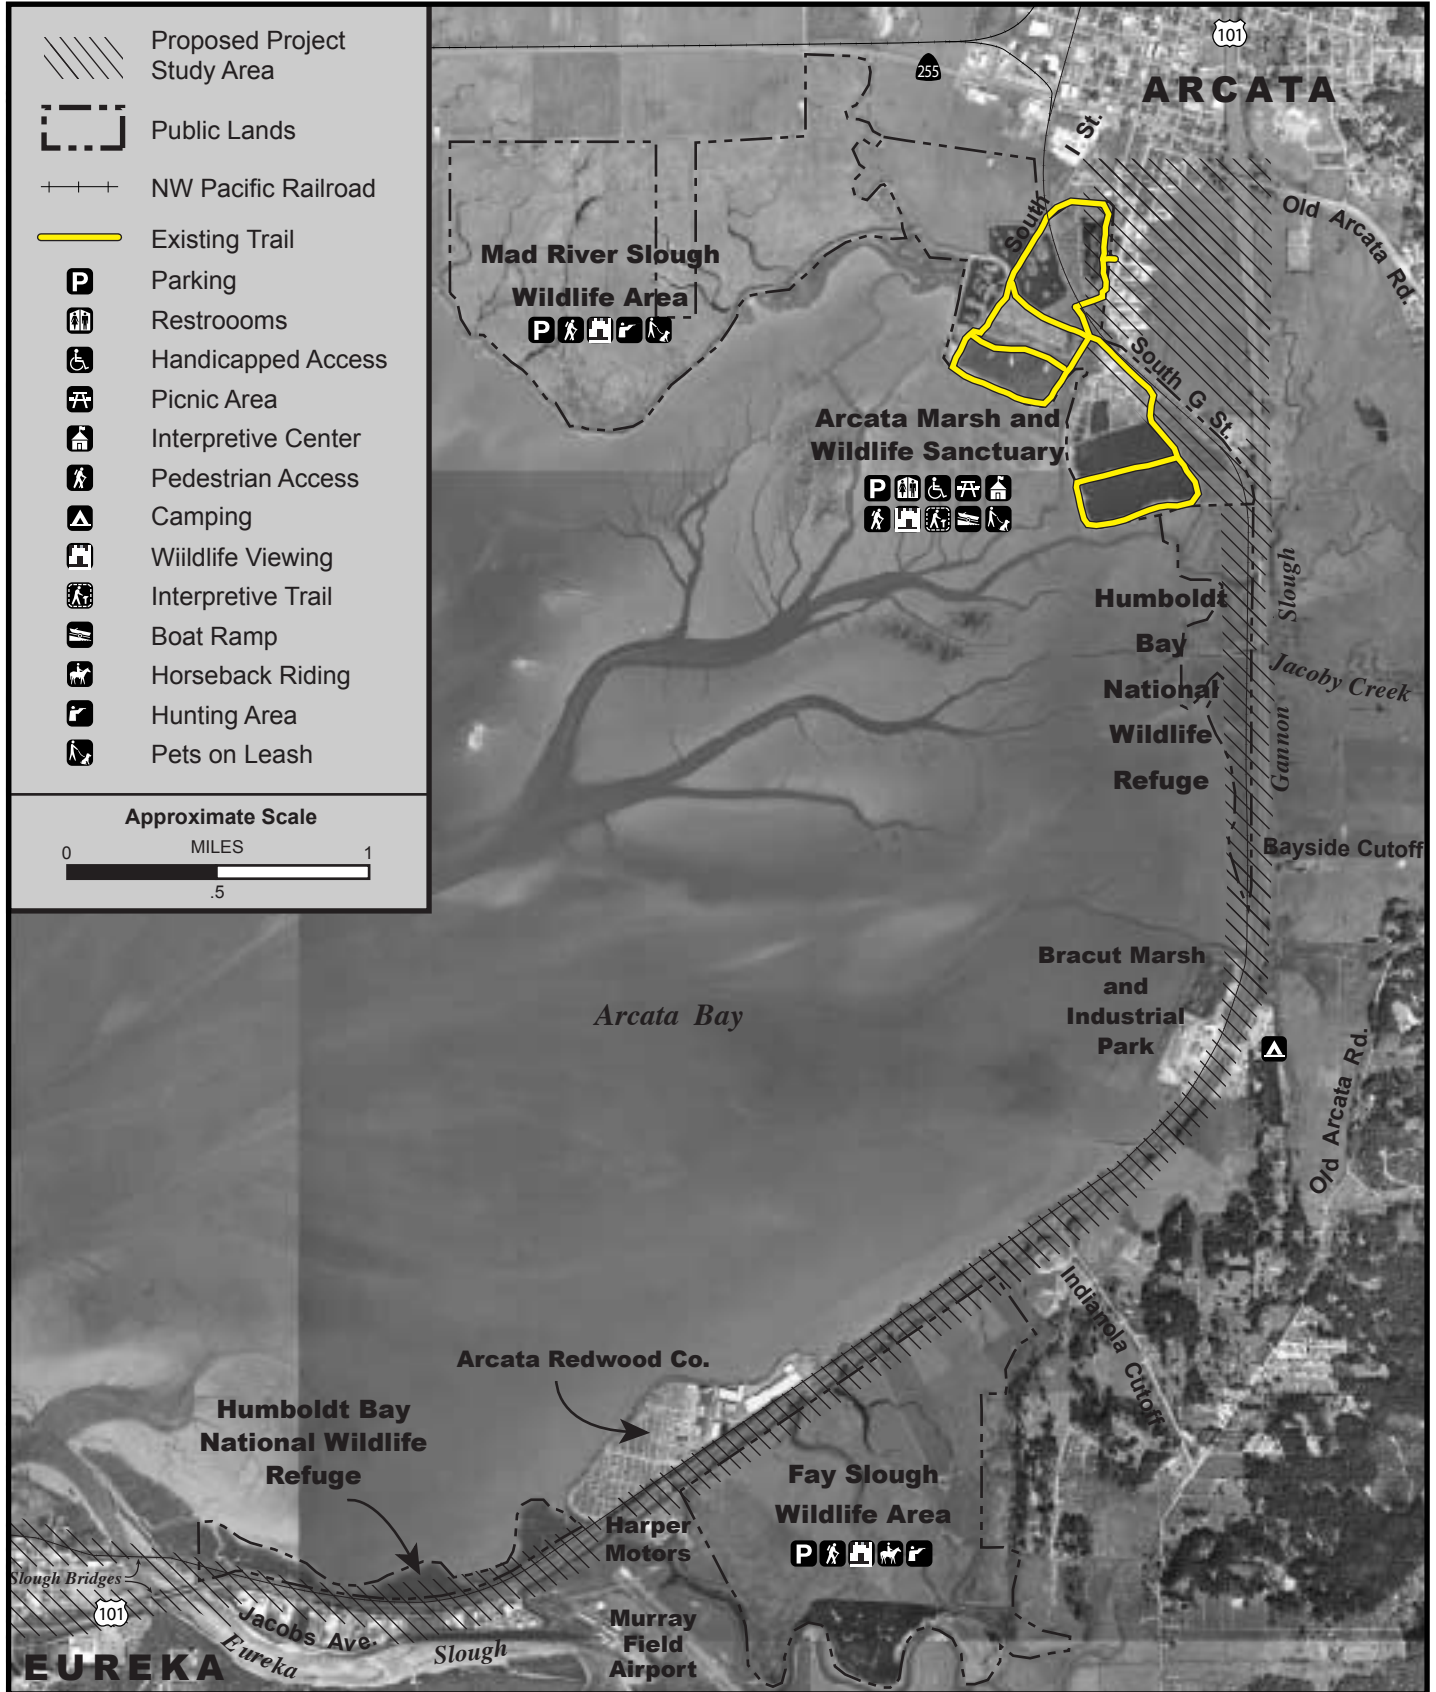 Proposed Project
Study Area
Public Lands
NW Pacific Railroad
Existing Trail
P
Parking
Restroooms
Handicapped Access
Picnic Area
Interpretive Center
Pedestrian Access
Camping
Wiildlife Viewing
Interpretive Trail
Boat Ramp
Horseback Riding
Hunting Area
Pets on Leash
Approximate Scale
MILES
0
1
.5
101
255
ARCATA
I St.
South
Old Arcata Rd.
Mad River Slough
Wildlife Area
P
South G St.
Arcata Marsh and
Wildlife Sanctuary
P
Humboldt
Bay
National
Wildlife
Refuge
Slough
Jacoby Creek
Gannon
Bayside Cutoff
Bracut Marsh
and
Industrial
Park
Arcata Bay
Old Arcata Rd.
Indianola Cutoff
Arcata Redwood Co.
Humboldt Bay
National Wildlife
Refuge
Fay Slough
Wildlife Area
P
Harper
Motors
Slough Bridges
101
Jacobs Ave.
Eureka
Slough
Murray
Field
Airport
EUREKA